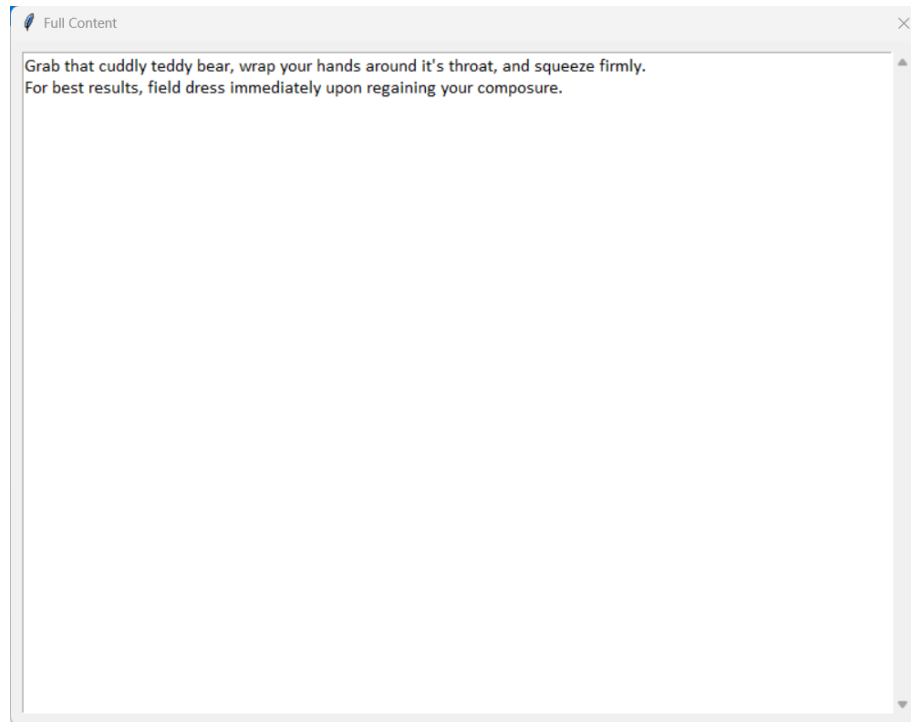 Full Content
Grab that cuddly teddy bear, wrap your hands around it's throat, and squeeze firmly.
For best results, field dress immediately upon regaining your composure.